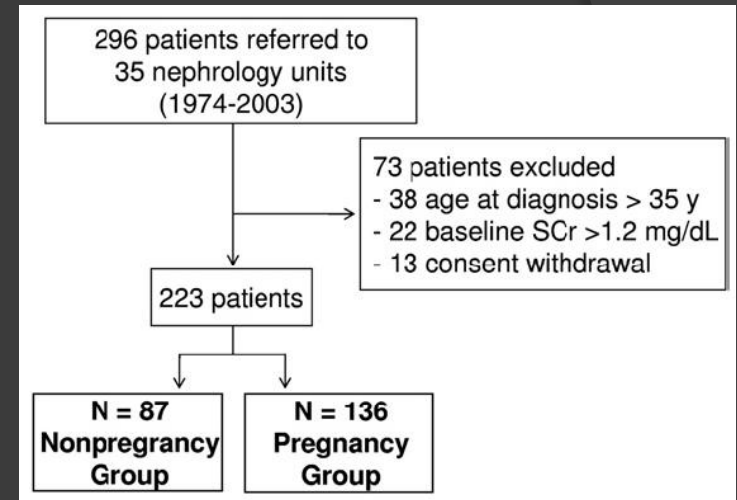 296 patients referred to
35 nephrology units
(1974-2003)
73 patients excluded
- 38 age at diagnosis > 35 y
- 22 baseline SCr >1.2 mg/dL
- 13 consent withdrawal
223 patients
N = 87
Nonpregrancy
Group
N = 136
Pregnancy
Group